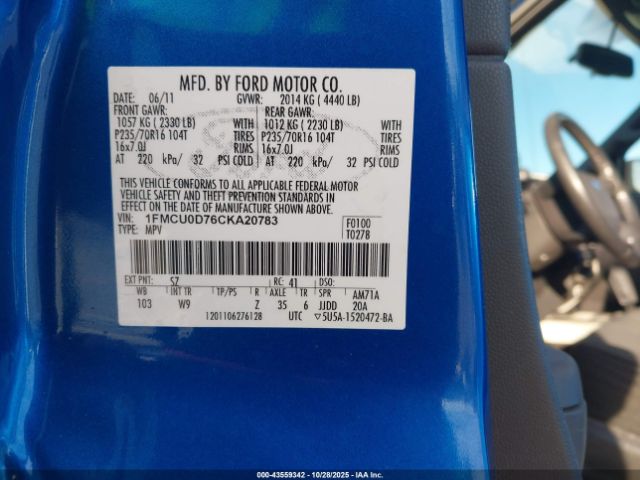 MFD. BY FORD MOTOR CO.
DATE: 06/11 GVWR: 2014 KG ( 4440 LB)
FRONT GAWR: REAR GAWR:
1057 KG ( 2330 LB) WITH 1012 KG ( 2230 LB) WITH
P235/70R16 104T TIRES P235/70R16 104T TIRES
16x7.0J RIMS 16x7.0J RIMS
AT 220 kPa/ 32 PSI COLD AT 220 kPa/ 32 PSI COLD
THIS VEHICLE CONFORMS TO ALL APPLICABLE FEDERAL MOTOR
VEHICLE SAFETY, BUMPER, AND THEFT PREVENTION STANDARDS IN
EFFECT ON THE DATE OF MANUFACTURE SHOWN ABOVE.
VIN: 1FMCU0D76CKA20783 F0100
TYPE: MPV T0278
EXT PNT: SZ RC: 41 DSO:
WB INT TR TP/PS R AXLE TR SPR AM71A
103 W9 Z 35 6 JJDD 20A
1201106276128 UTC ▽5U5A-1520472-BA
000-43559342 | 10/28/2025 | IAAI.COM